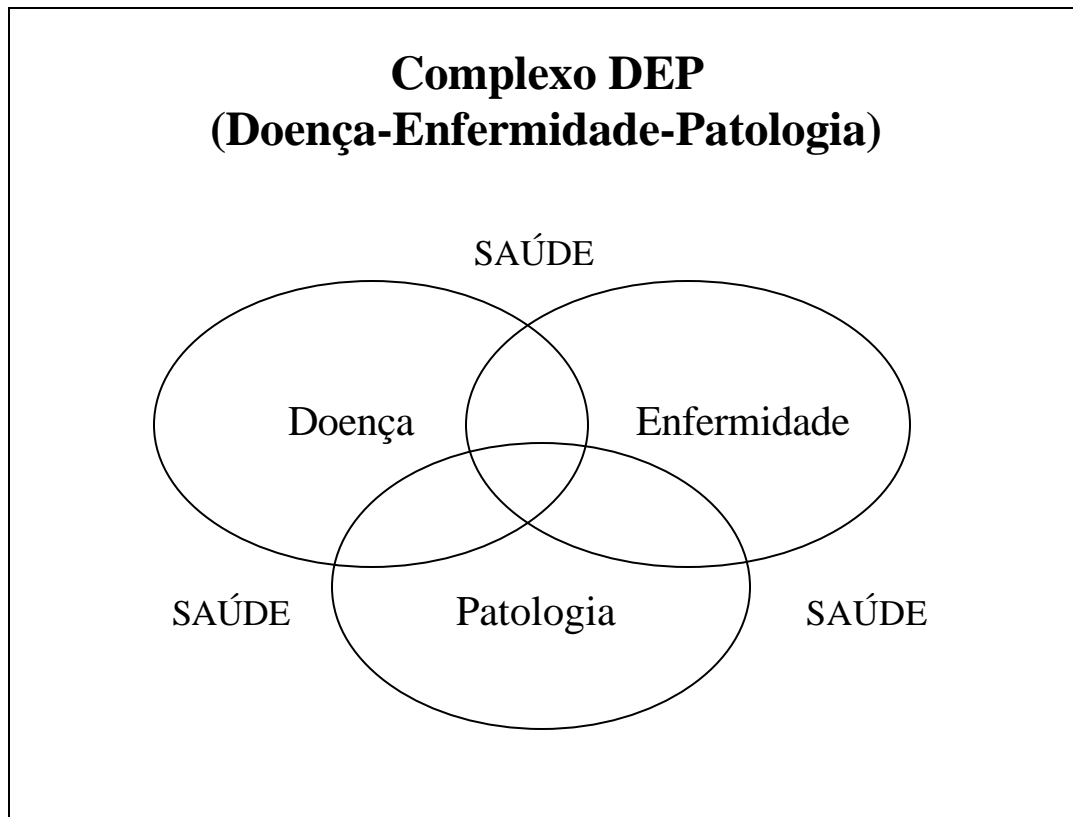 Complexo DEP
(Doença-Enfermidade-Patologia)
SAÚDE
Doença
Enfermidade
SAÚDE
Patologia
SAÚDE